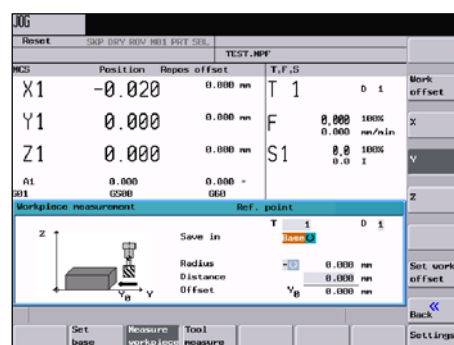 JOG
Reset SKP DRY ROV M01 PRT SBL
TEST.MPF
MCS Position Repos offset T,F,S
X1 -0.020 0.000 mm T 1 D 1
Y1 0.000 0.000 mm F 0.000 100%
0.000 mm/min
Z1 0.000 0.000 mm S1 0.0 100%
0.0 I
A1 0.000 0.000
G01 G500 G60
Workpiece measurement Ref. point
T 1 D 1
Z Save in Base
Radius 0.000 mm
Distance 0.000 mm
Y0 Y Offset Y0 0.000 mm
Work offset
X
Y
Z
Set work offset
«
Back
Settings
Set base
Measure workpiece
Tool measure